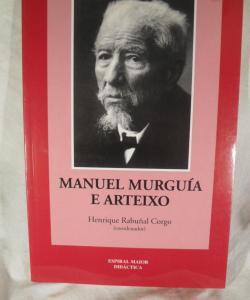 MANUEL MURGUÍA
E ARTEIXO
Henrique Rabuñal Corgo
(coordinador)
ESPIRAL MAIOR
DIDÁCTICA